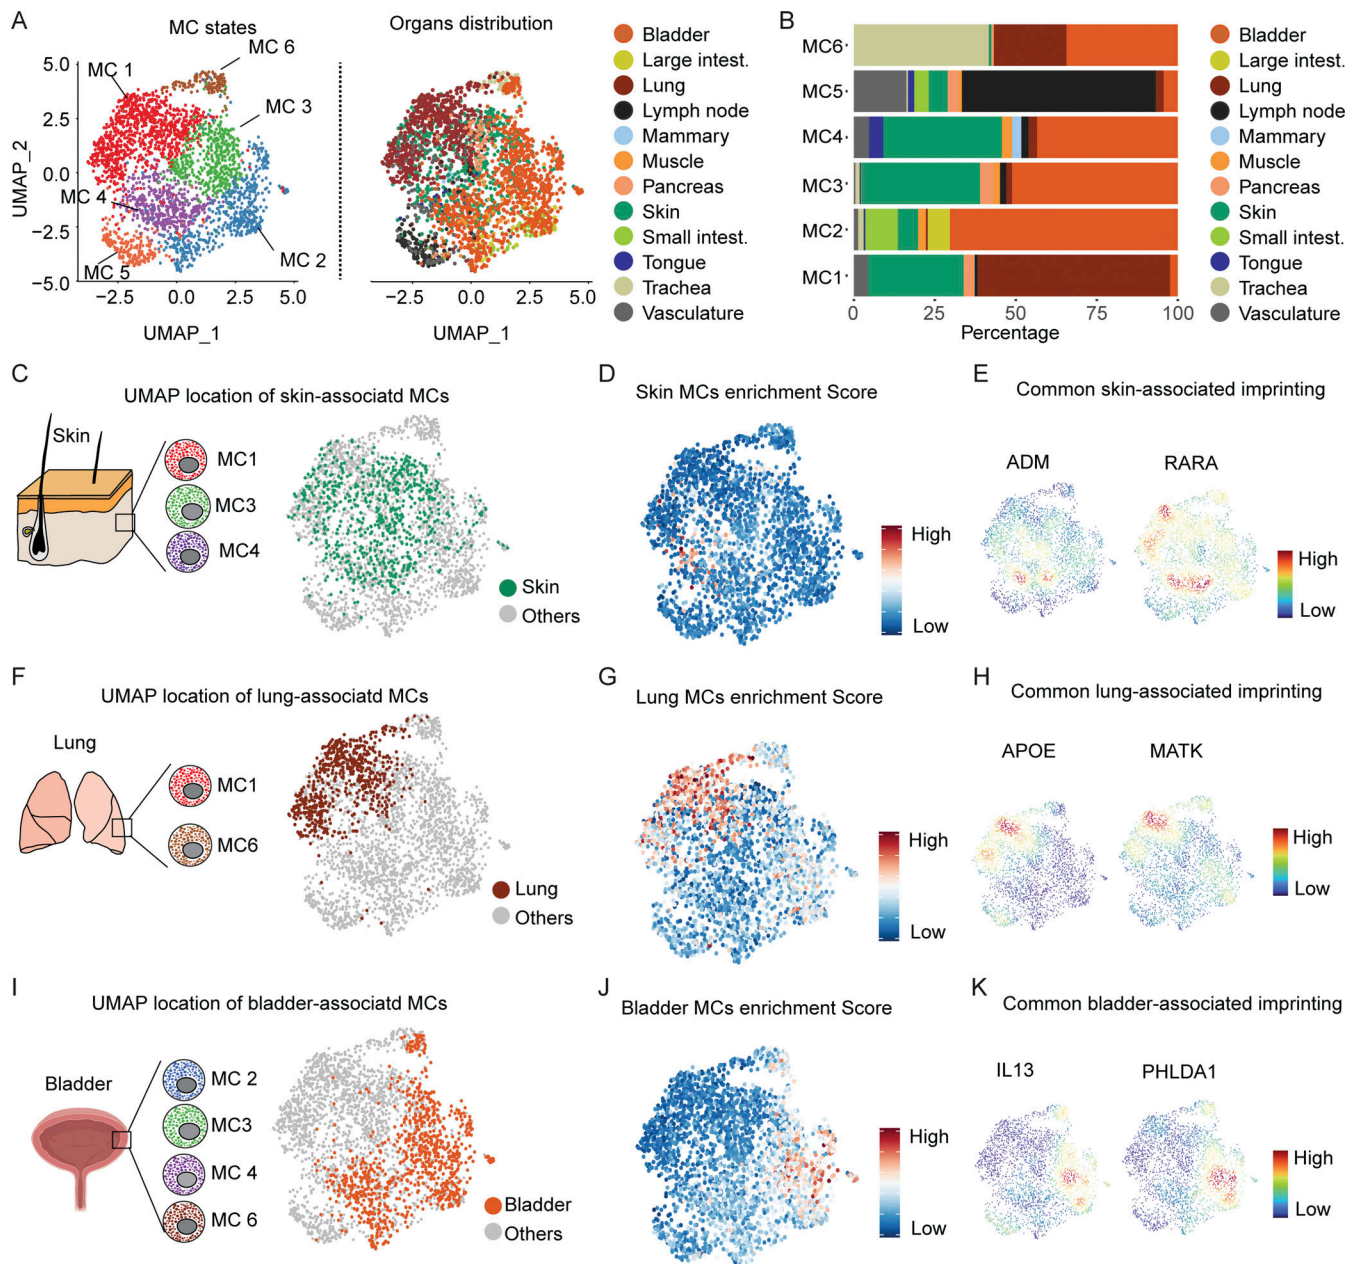 A
MC states
Organs distribution
MC 6
MC 1
MC 3
MC 4
MC 5
MC 2
5.0
2.5
0.0
−2.5
−5.0
UMAP_2
−2.5
0.0
2.5
5.0
UMAP_1
−2.5
0.0
2.5
5.0
UMAP_1
Bladder
Large intest.
Lung
Lymph node
Mammary
Muscle
Pancreas
Skin
Small intest.
Tongue
Trachea
Vasculature
B
MC6
MC5
MC4
MC3
MC2
MC1
0
25
50
75
100
Percentage
Bladder
Large intest.
Lung
Lymph node
Mammary
Muscle
Pancreas
Skin
Small intest.
Tongue
Trachea
Vasculature
C
UMAP location of skin-associatd MCs
Skin
MC1
MC3
MC4
Skin
Others
D
Skin MCs enrichment Score
High
Low
E
Common skin-associated imprinting
ADM
RARA
High
Low
F
UMAP location of lung-associatd MCs
Lung
MC1
MC6
Lung
Others
G
Lung MCs enrichment Score
High
Low
H
Common lung-associated imprinting
APOE
MATK
High
Low
I
UMAP location of bladder-associatd MCs
Bladder
MC 2
MC3
MC 4
MC 6
Bladder
Others
J
Bladder MCs enrichment Score
High
Low
K
Common bladder-associated imprinting
IL13
PHLDA1
High
Low